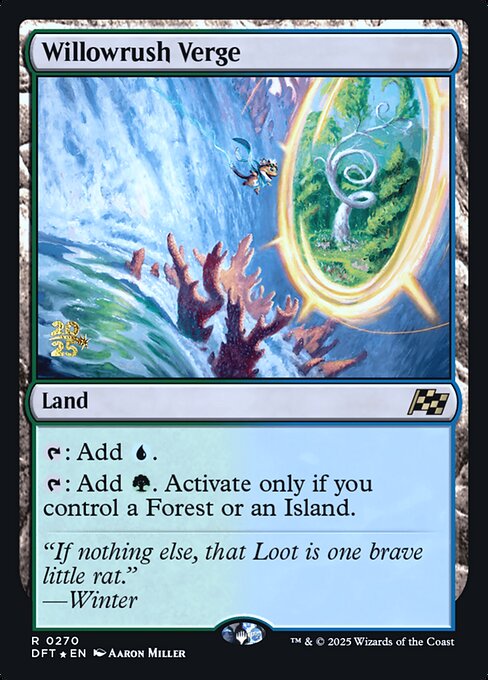 Willowrush Verge
2025
Land
: Add .
: Add . Activate only if you
control a Forest or an Island.
“If nothing else, that Loot is one brave
little rat.”
—Winter
R 0270
DFT ★ EN Aaron Miller
™ & © 2025 Wizards of the Coast